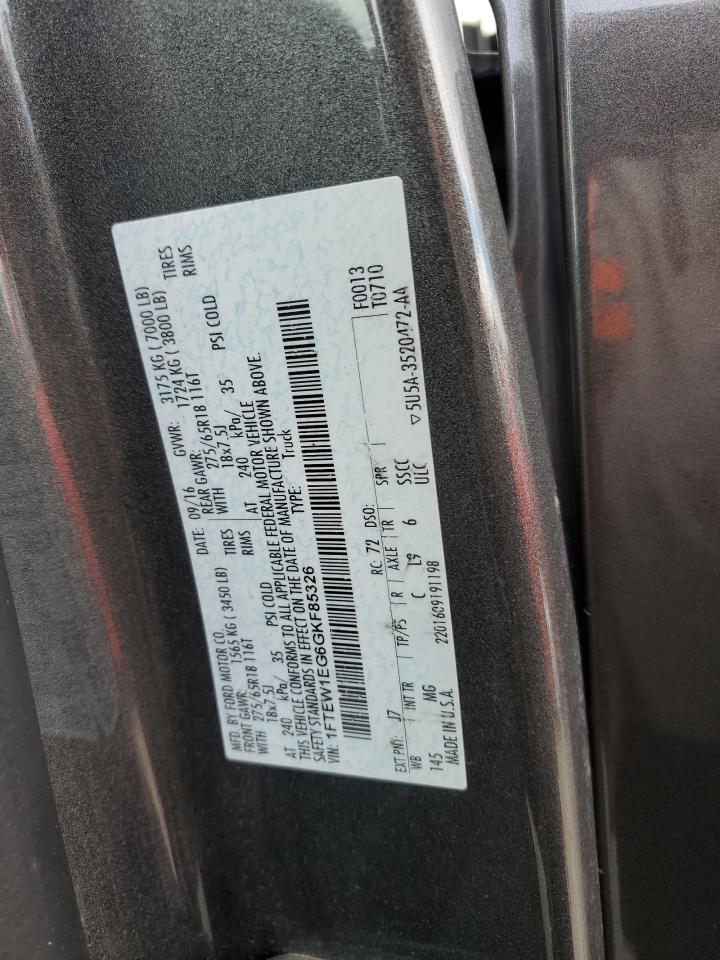 MFD. BY FORD MOTOR CO. DATE: 09/16 GVWR: 3175 KG ( 7000 LB)
FRONT GAWR: 1565 KG ( 3450 LB) REAR GAWR: 1724 KG ( 3800 LB)
WITH 275/65R18 116T TIRES WITH 275/65R18 116T TIRES
18x7.5J RIMS 18x7.5J RIMS
AT 240 kPa/ 35 PSI COLD AT 240 kPa/ 35 PSI COLD
THIS VEHICLE CONFORMS TO ALL APPLICABLE FEDERAL MOTOR VEHICLE
SAFETY STANDARDS IN EFFECT ON THE DATE OF MANUFACTURE SHOWN ABOVE.
VIN: 1FTEW1EG6GKF85326 TYPE: Truck
F0013
T0710
EXT PNT: J7 RC: 72 DSO:
WB INT TR TP/PS R AXLE TR SPR
145 MG C L9 6 SSCC
MADE IN U.S.A. 2201609191198 ULC
▽5U5A-3520472-AA